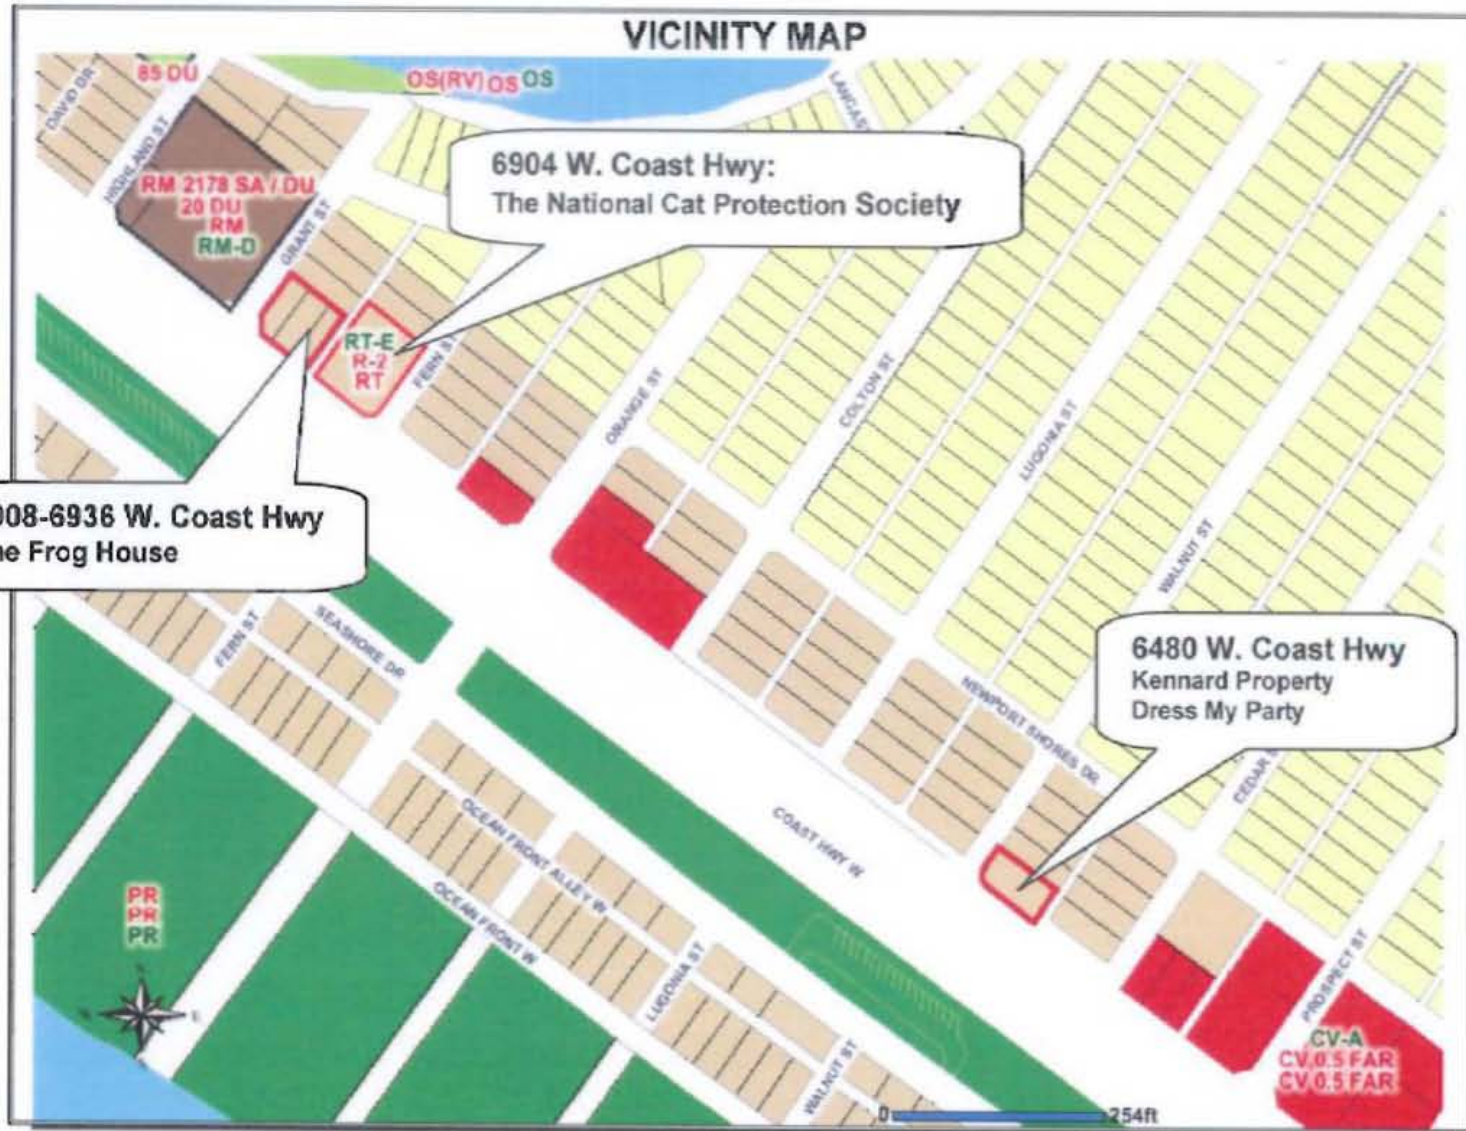 VICINITY MAP
DAVID DR
85 DU
OS(RV) OS OS
HIGHLAND ST
RM 2178 SA / DU
20 DU
RM
RM-D
GRANT ST
6904 W. Coast Hwy:
The National Cat Protection Society
RT-E
R-2
RT
FERN ST
ORANGE ST
COLTON ST
LUGONIA ST
WALNUT ST
008-6936 W. Coast Hwy
e Frog House
FERN ST
SEASHORE DR
6480 W. Coast Hwy
Kennard Property
Dress My Party
NEWPORT SHORES DR
CEDAR
COAST HWY W
OCEAN FRONT ALLEY W
OCEAN FRONT W
PR
PR
PR
LUGONIA ST
WALNUT ST
PROSPECT ST
CV-A
CV 0.5 FAR
CV 0.5 FAR
0 254ft